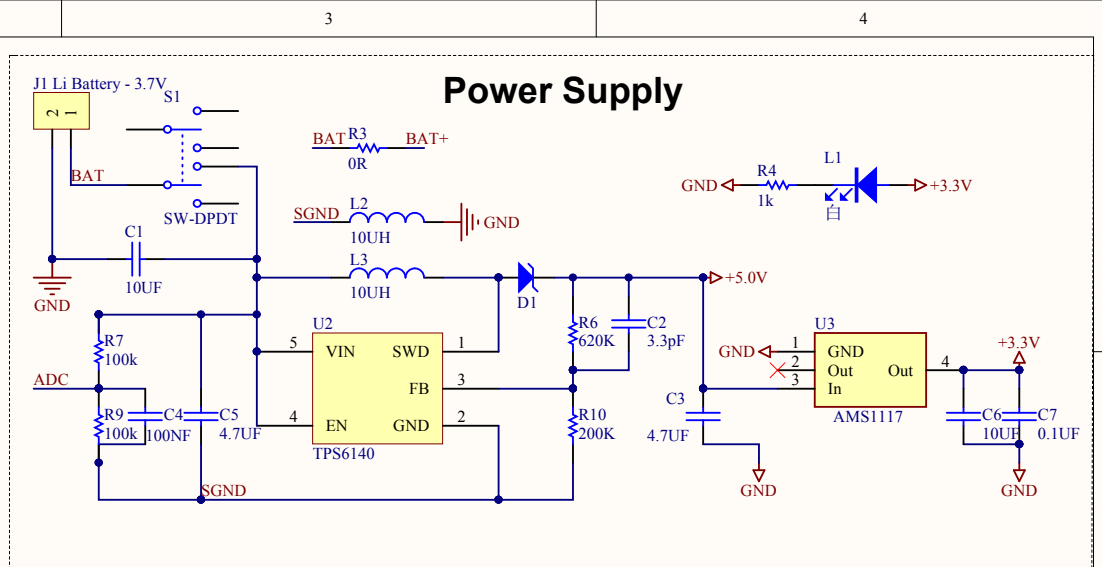 3
4
Power Supply
J1 Li Battery - 3.7V
S1
2
1
BAT
SW-DPDT
BAT
R3
BAT+
0R
SGND
L2
GND
10UH
L3
10UH
D1
C1
10UF
GND
GND
R4
1k
L1
白
+3.3V
+5.0V
R7
100k
ADC
R9
100k
C4
100NF
C5
4.7UF
SGND
U2
5
VIN
SWD
1
FB
3
4
EN
GND
2
TPS6140
R6
620K
C2
3.3pF
R10
200K
C3
4.7UF
GND
U3
GND
1
GND
2
Out
Out
4
3
In
AMS1117
+3.3V
C6
10UF
C7
0.1UF
GND